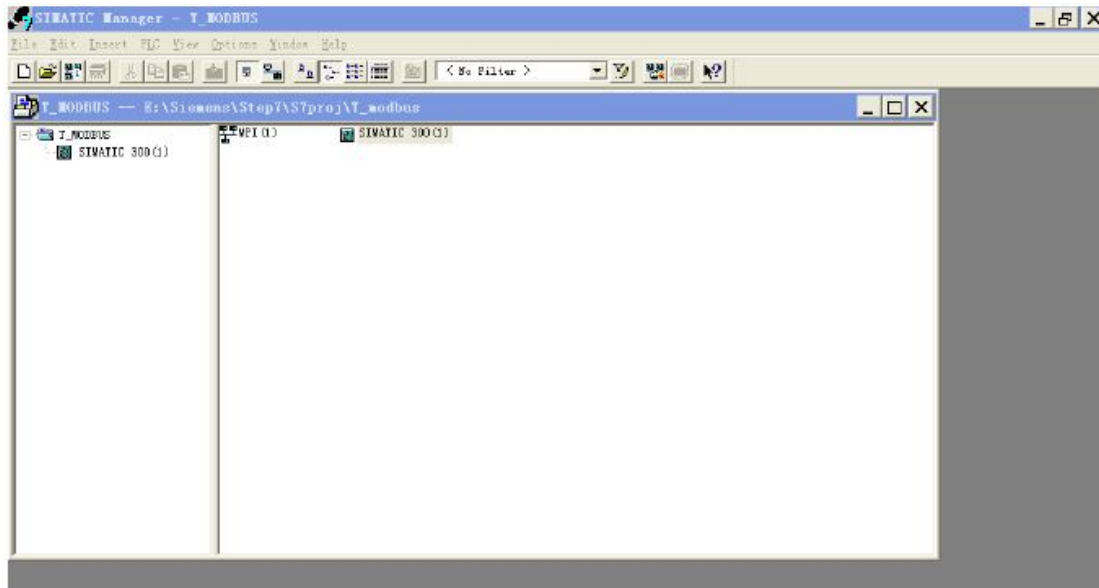 SIMATIC Manager - T_MODBUS
File Edit Insert PLC View Options Window Help
< No Filter >
T_MODBUS -- E:\Siemens\Step7\S7proj\T_modbus
T_MODBUS
SIMATIC 300(1)
MPI(1)
SIMATIC 300(1)